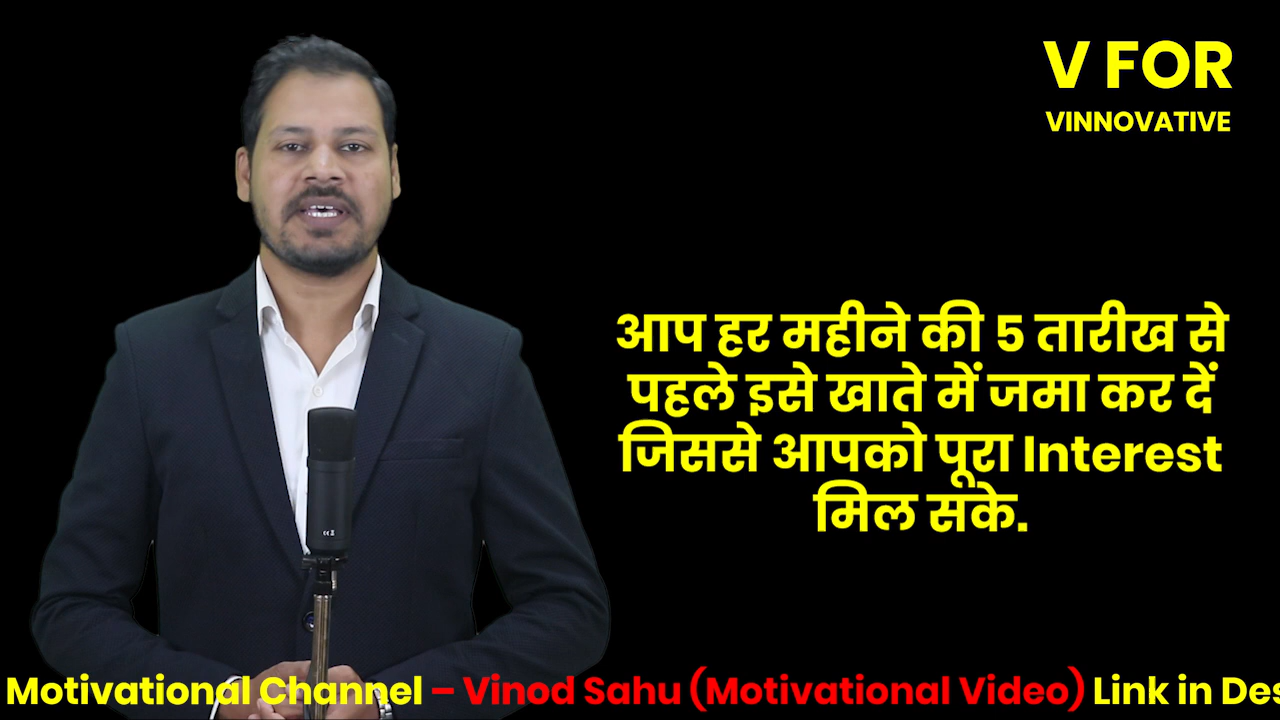 V FOR
VINNOVATIVE
आप हर महीने की 5 तारीख से
पहले इसे खाते में जमा कर दें
जिससे आपको पूरा Interest
मिल सके.
Motivational Channel – Vinod Sahu (Motivational Video) Link in Des